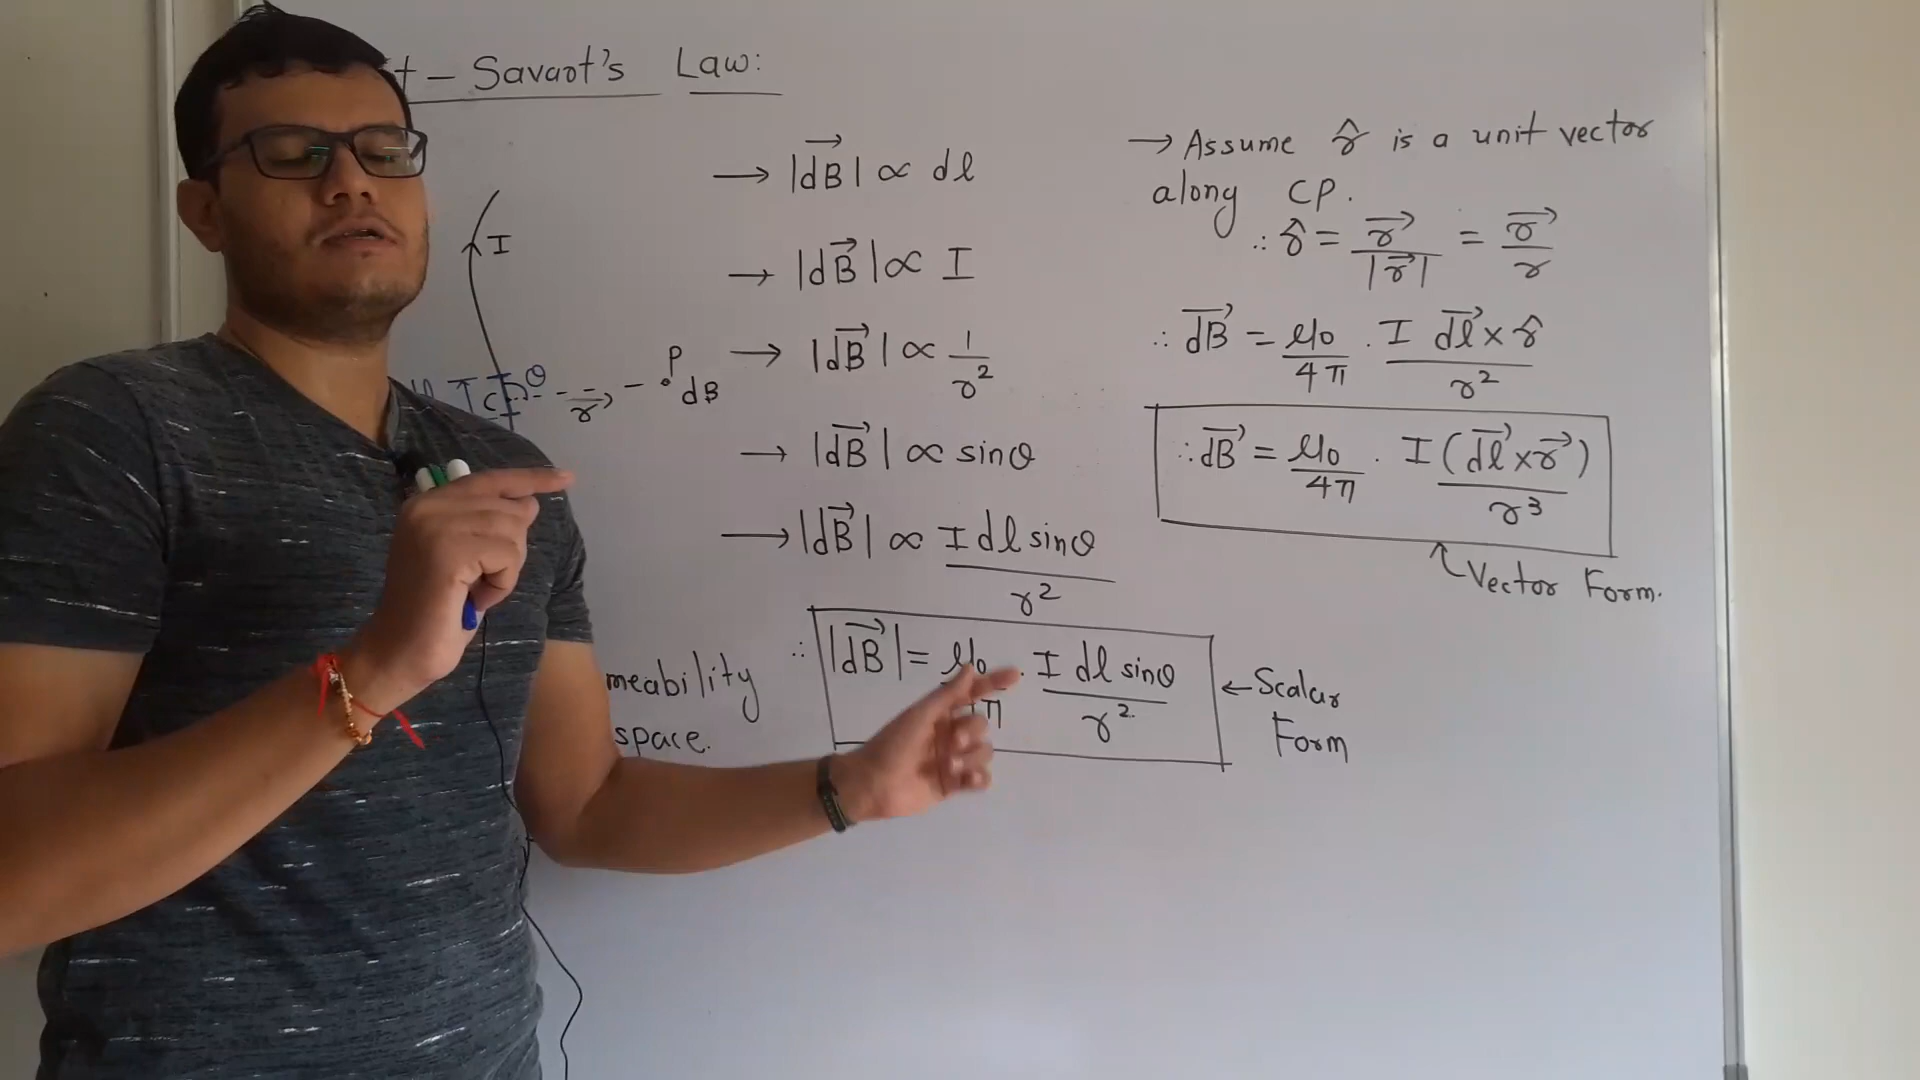 t – Savart's Law:
I
C θ r⃗ P dB
→ |dB⃗| ∝ dl
→ |dB⃗| ∝ I
→ |dB⃗| ∝ 1/r²
→ |dB⃗| ∝ sinθ
→ |dB⃗| ∝ I dl sinθ / r²
∴ |dB⃗| = μ₀/4π · I dl sinθ / r²
← Scalar
Form
meability
space.
→ Assume r̂ is a unit vector
along CP.
∴ r̂ = r⃗/|r⃗| = r⃗/r
∴ dB⃗ = μ₀/4π · I dl⃗ × r̂ / r²
∴ dB⃗ = μ₀/4π · I (dl⃗ × r⃗) / r³
Vector Form.